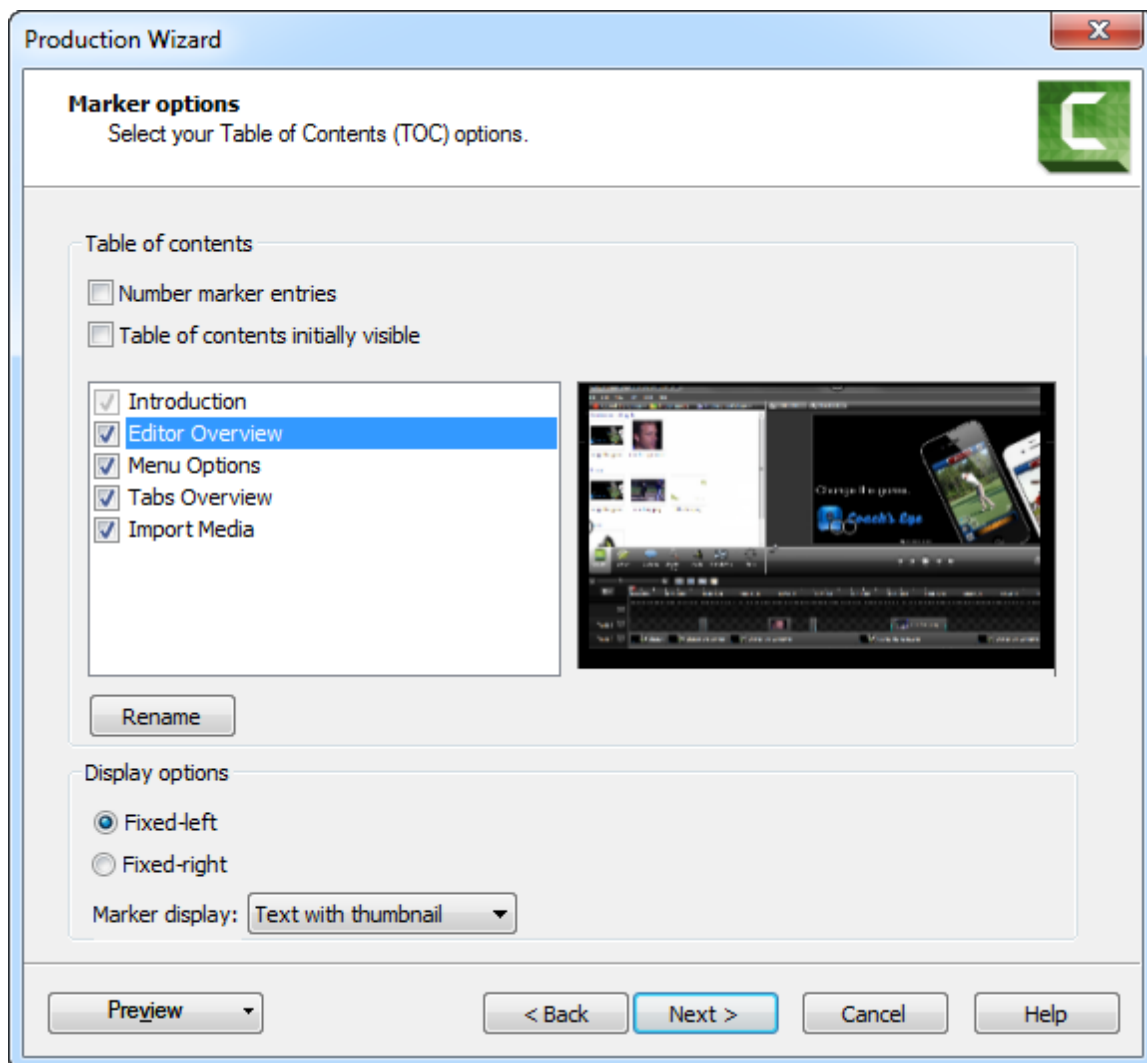 Production Wizard
Marker options
Select your Table of Contents (TOC) options.
Table of contents
Number marker entries
Table of contents initially visible
Introduction
Editor Overview
Menu Options
Tabs Overview
Import Media
Change the game.
Coach's Eye
Rename
Display options
Fixed-left
Fixed-right
Marker display: Text with thumbnail
Preview
< Back
Next >
Cancel
Help